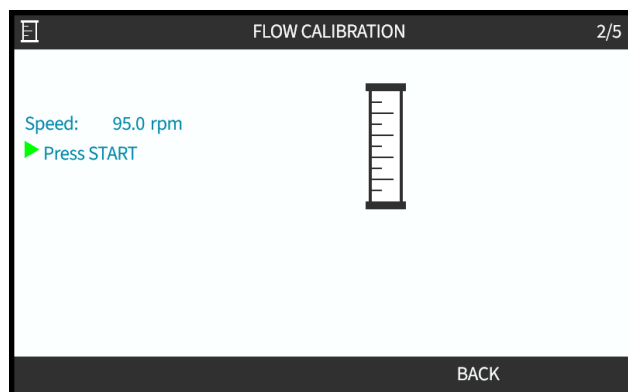 FLOW CALIBRATION 2/5
Speed: 95.0 rpm
Press START
BACK